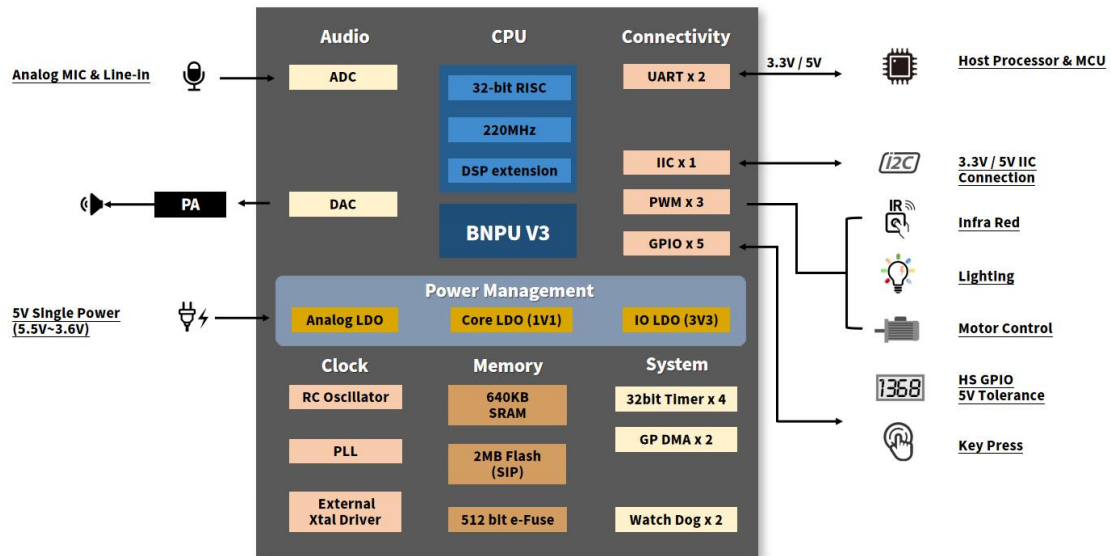 Audio
CPU
Connectivity
Analog MIC & Line-in
ADC
32-bit RISC
220MHz
DSP extension
UART x 2
3.3V / 5V
Host Processor & MCU
IIC x 1
i2C
3.3V / 5V IIC
Connection
PA
DAC
BNPU V3
PWM x 3
GPIO x 5
IR
Infra Red
Lighting
Motor Control
5V Single Power
(5.5V~3.6V)
Power Management
Analog LDO
Core LDO (1V1)
IO LDO (3V3)
Clock
Memory
System
RC Oscillator
640KB
SRAM
32bit Timer x 4
1368
HS GPIO
5V Tolerance
PLL
2MB Flash
(SIP)
GP DMA x 2
Key Press
External
Xtal Driver
512 bit e-Fuse
Watch Dog x 2